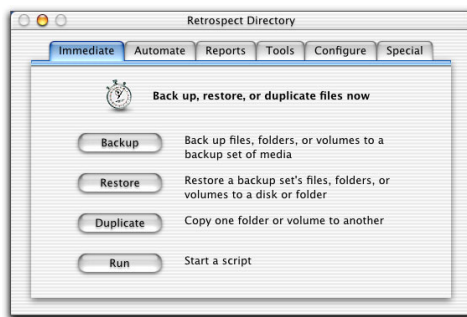 Retrospect Directory
Immediate Automate Reports Tools Configure Special
Back up, restore, or duplicate files now
Backup Back up files, folders, or volumes to a
backup set of media
Restore Restore a backup set's files, folders, or
volumes to a disk or folder
Duplicate Copy one folder or volume to another
Run Start a script